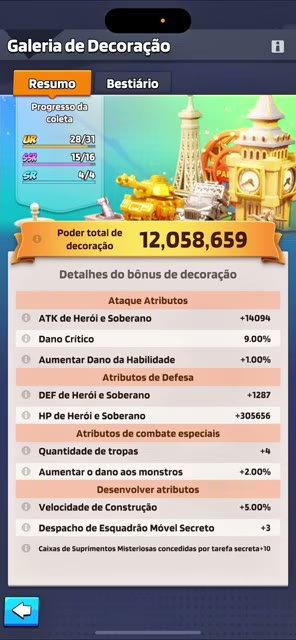 Galeria de Decoração
Resumo
Bestiário
Progresso da
coleta
UR 28/31
SSR 15/16
SR 4/4
Poder total de
decoração
12,058,659
Detalhes do bônus de decoração
Ataque Atributos
ATK de Herói e Soberano +14094
Dano Crítico 9.00%
Aumentar Dano da Habilidade +1.00%
Atributos de Defesa
DEF de Herói e Soberano +1287
HP de Herói e Soberano +305656
Atributos de combate especiais
Quantidade de tropas +4
Aumentar o dano aos monstros +2.00%
Desenvolver atributos
Velocidade de Construção +5.00%
Despacho de Esquadrão Móvel Secreto +3
Caixas de Suprimentos Misteriosas concedidas por tarefa secreta+10